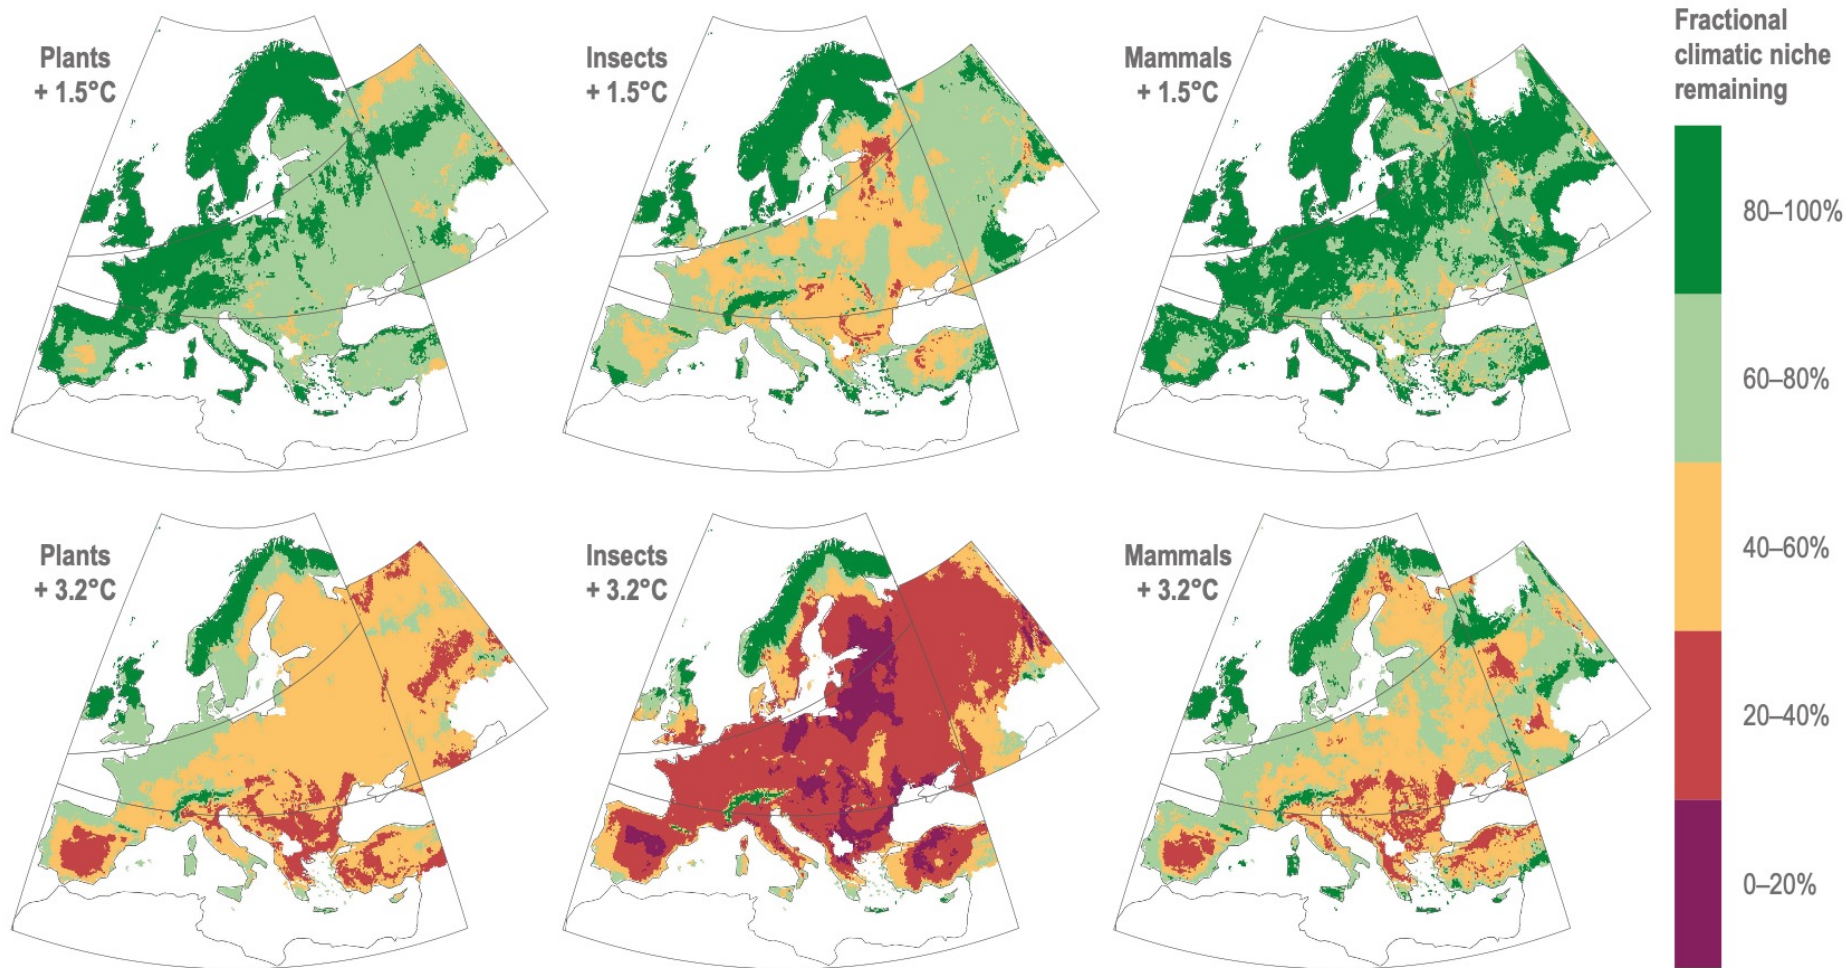 Plants
+ 1.5°C
Insects
+ 1.5°C
Mammals
+ 1.5°C
Fractional
climatic niche
remaining
80–100%
60–80%
40–60%
20–40%
0–20%
Plants
+ 3.2°C
Insects
+ 3.2°C
Mammals
+ 3.2°C